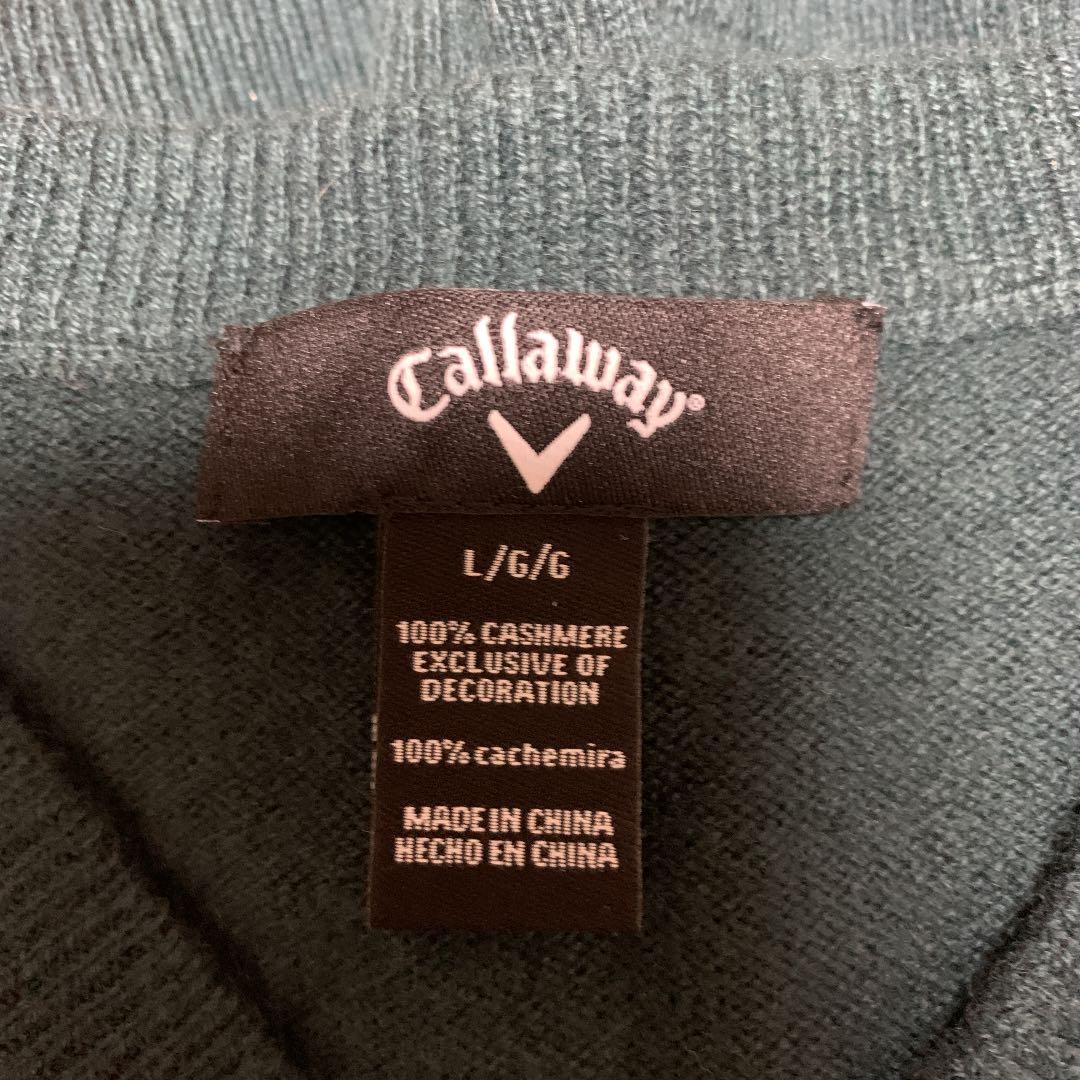 Callaway®
L/G/G
100% CASHMERE
EXCLUSIVE OF
DECORATION
100% cachemira
MADE IN CHINA
HECHO EN CHINA